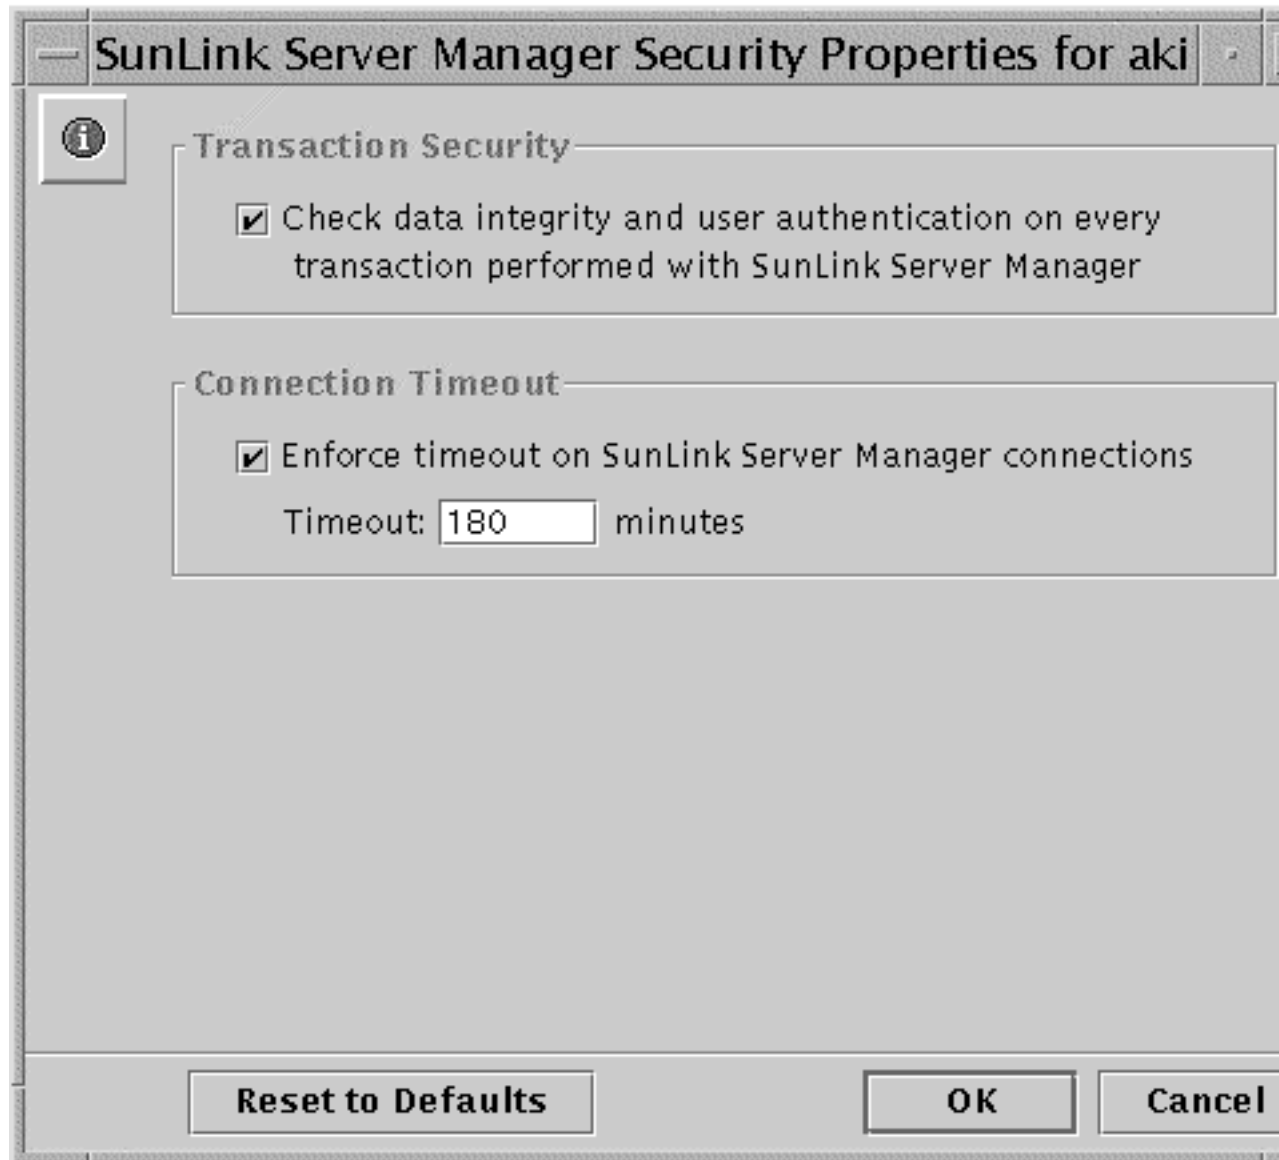 SunLink Server Manager Security Properties for aki
Transaction Security
Check data integrity and user authentication on every
transaction performed with SunLink Server Manager
Connection Timeout
Enforce timeout on SunLink Server Manager connections
Timeout: 180 minutes
Reset to Defaults OK Cancel